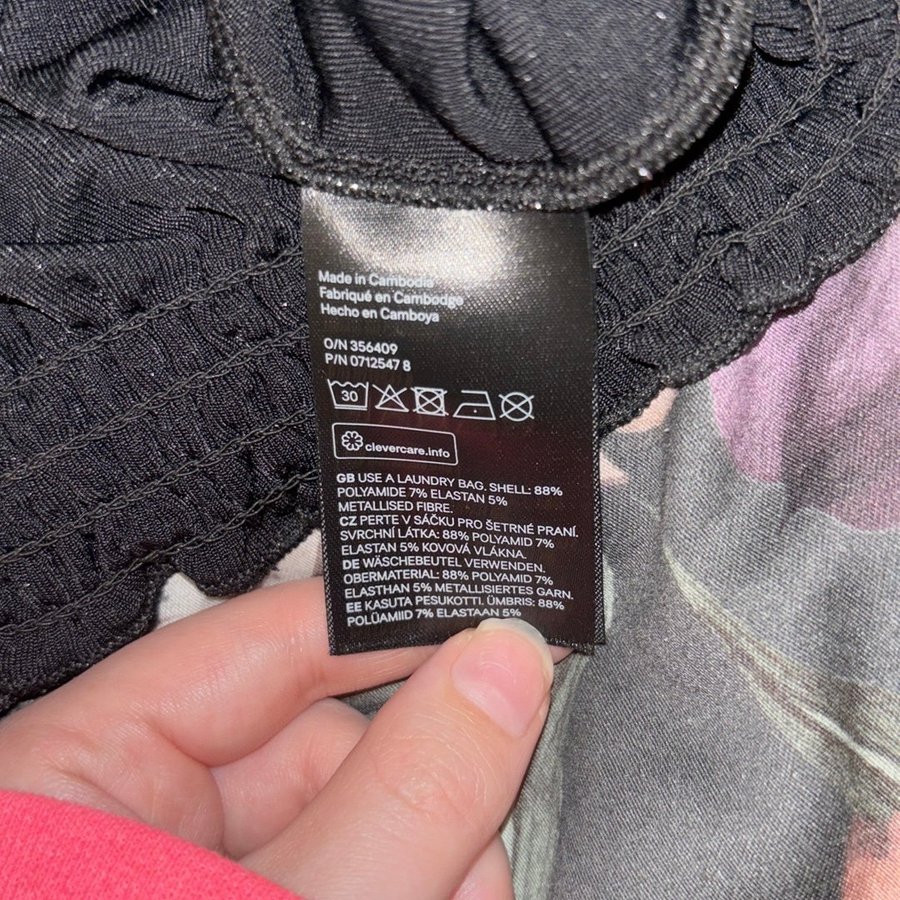 Made in Cambodia
Fabriqué en Cambodge
Hecho en Camboya
O/N 356409
P/N 0712547 8
30
clevercare.info
GB USE A LAUNDRY BAG. SHELL: 88%
POLYAMIDE 7% ELASTAN 5%
METALLISED FIBRE.
CZ PERTE V SÁČKU PRO ŠETRNÉ PRANÍ.
SVRCHNÍ LÁTKA: 88% POLYAMID 7%
ELASTAN 5% KOVOVÁ VLÁKNA.
DE WÄSCHEBEUTEL VERWENDEN.
OBERMATERIAL: 88% POLYAMID 7%
ELASTHAN 5% METALLISIERTES GARN.
EE KASUTA PESUKOTTI. ÜMBRIS: 88%
POLÜAMIID 7% ELASTAAN 5%